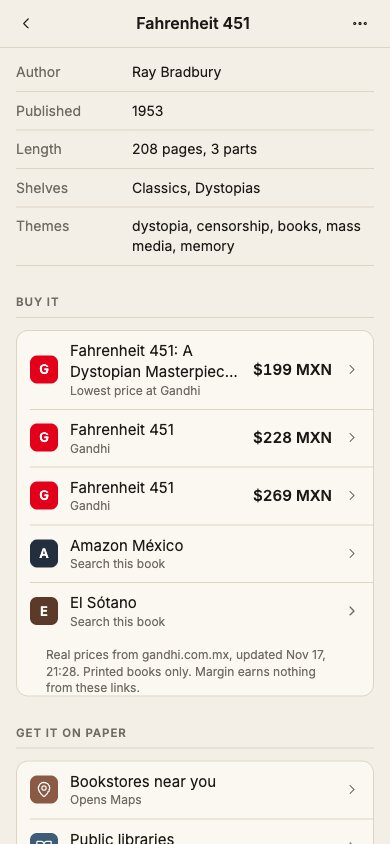 Fahrenheit 451
Author Ray Bradbury
Published 1953
Length 208 pages, 3 parts
Shelves Classics, Dystopias
Themes dystopia, censorship, books, mass
media, memory
BUY IT
G Fahrenheit 451: A
Dystopian Masterpiec... $199 MXN
Lowest price at Gandhi
G Fahrenheit 451 $228 MXN
Gandhi
G Fahrenheit 451 $269 MXN
Gandhi
A Amazon México
Search this book
E El Sótano
Search this book
Real prices from gandhi.com.mx, updated Nov 17,
21:28. Printed books only. Margin earns nothing
from these links.
GET IT ON PAPER
Bookstores near you
Opens Maps
Public libraries